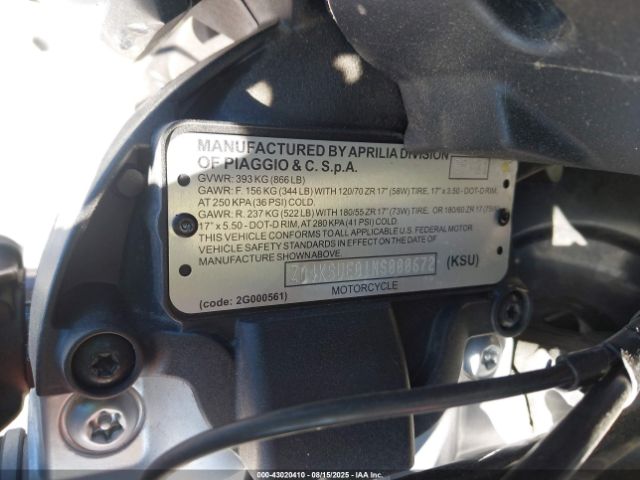 MANUFACTURED BY APRILIA DIVISION
OF PIAGGIO & C. S.p.A.
GVWR: 393 KG (866 LB)
GAWR: F. 156 KG (344 LB) WITH 120/70 ZR 17" (58W) TIRE, 17" x 3.50 - DOT-D RIM,
AT 250 KPA (36 PSI) COLD.
GAWR: R. 237 KG (522 LB) WITH 180/55 ZR 17" (73W) TIRE, OR 180/60 ZR 17
17" x 5.50 - DOT-D RIM, AT 280 KPA (41 PSI) COLD.
THIS VEHICLE CONFORMS TO ALL APPLICABLE U.S. FEDERAL MOTOR
VEHICLE SAFETY STANDARDS IN EFFECT ON THE DATE OF
MANUFACTURE SHOWN ABOVE.
(KSU)
(code: 2G000561)
MOTORCYCLE
000-43020410 - 08/15/2025 - IAAI, INC.